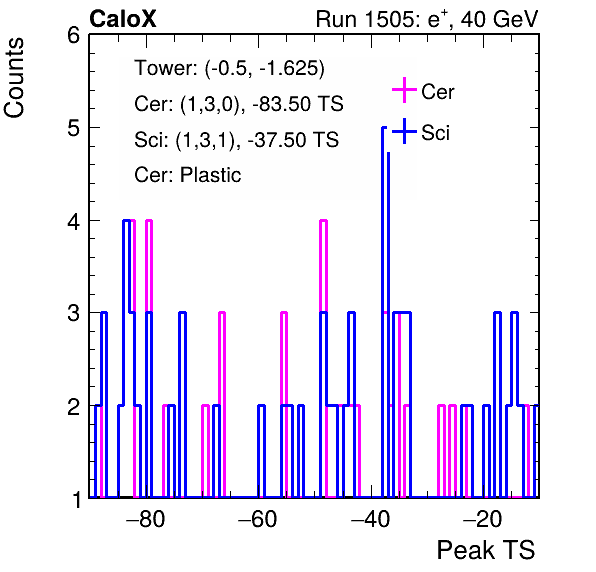 CaloX Run 1505: e⁺, 40 GeV
Counts
6
Tower: (-0.5, -1.625)
Cer: (1,3,0), -83.50 TS
Sci: (1,3,1), -37.50 TS
Cer: Plastic
Cer
Sci
5
4
3
2
1
−80 −60 −40 −20
Peak TS